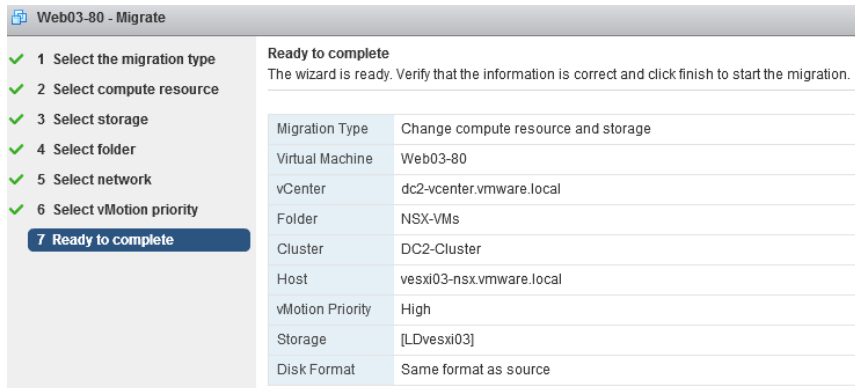 Web03-80 - Migrate
1 Select the migration type
2 Select compute resource
3 Select storage
4 Select folder
5 Select network
6 Select vMotion priority
7 Ready to complete
Ready to complete
The wizard is ready. Verify that the information is correct and click finish to start the migration.
Migration Type Change compute resource and storage
Virtual Machine Web03-80
vCenter dc2-vcenter.vmware.local
Folder NSX-VMs
Cluster DC2-Cluster
Host vesxi03-nsx.vmware.local
vMotion Priority High
Storage [LDvesxi03]
Disk Format Same format as source